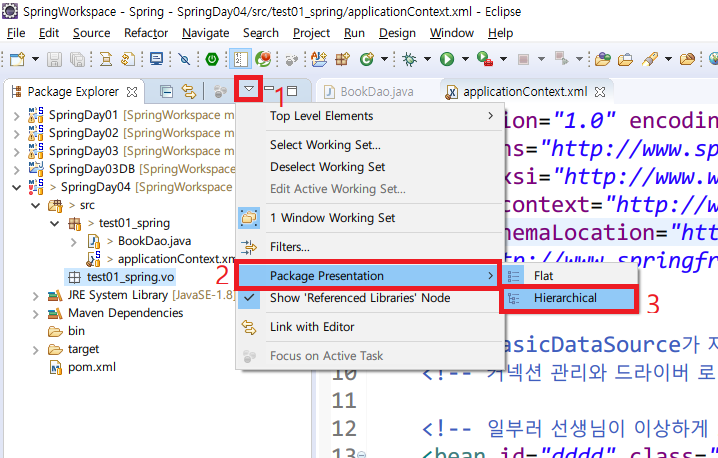 SpringWorkspace - Spring - SpringDay04/src/test01_spring/applicationContext.xml - Eclipse
File Edit Source Refactor Navigate Search Project Run Design Window Help
Package Explorer
1
BookDao.java
applicationContext.xml
SpringDay01 [SpringWorkspace m
SpringDay02 [SpringWorkspace m
SpringDay03 [SpringWorkspace m
SpringDay03DB [SpringWorkspace
> SpringDay04 [SpringWorkspace
> src
> test01_spring
> BookDao.java
> applicationContext.xm
test01_spring.vo
JRE System Library [JavaSE-1.8]
Maven Dependencies
bin
> target
pom.xml
Top Level Elements
Select Working Set...
Deselect Working Set
Edit Active Working Set...
1 Window Working Set
Filters...
2
Package Presentation
Show 'Referenced Libraries' Node
Link with Editor
Focus on Active Task
Flat
Hierarchical
3
ion="1.0" encodin
ns="http://www.sp
xsi="http://www.w
context="http://w
hemaLocation="htt
tp://www.springfr
asicDataSource가
10
<!-- 커넥션 관리와 드라이버 로
11
12
<!-- 일부러 선생님이 이상하게
13
<bean id="dddd" class="